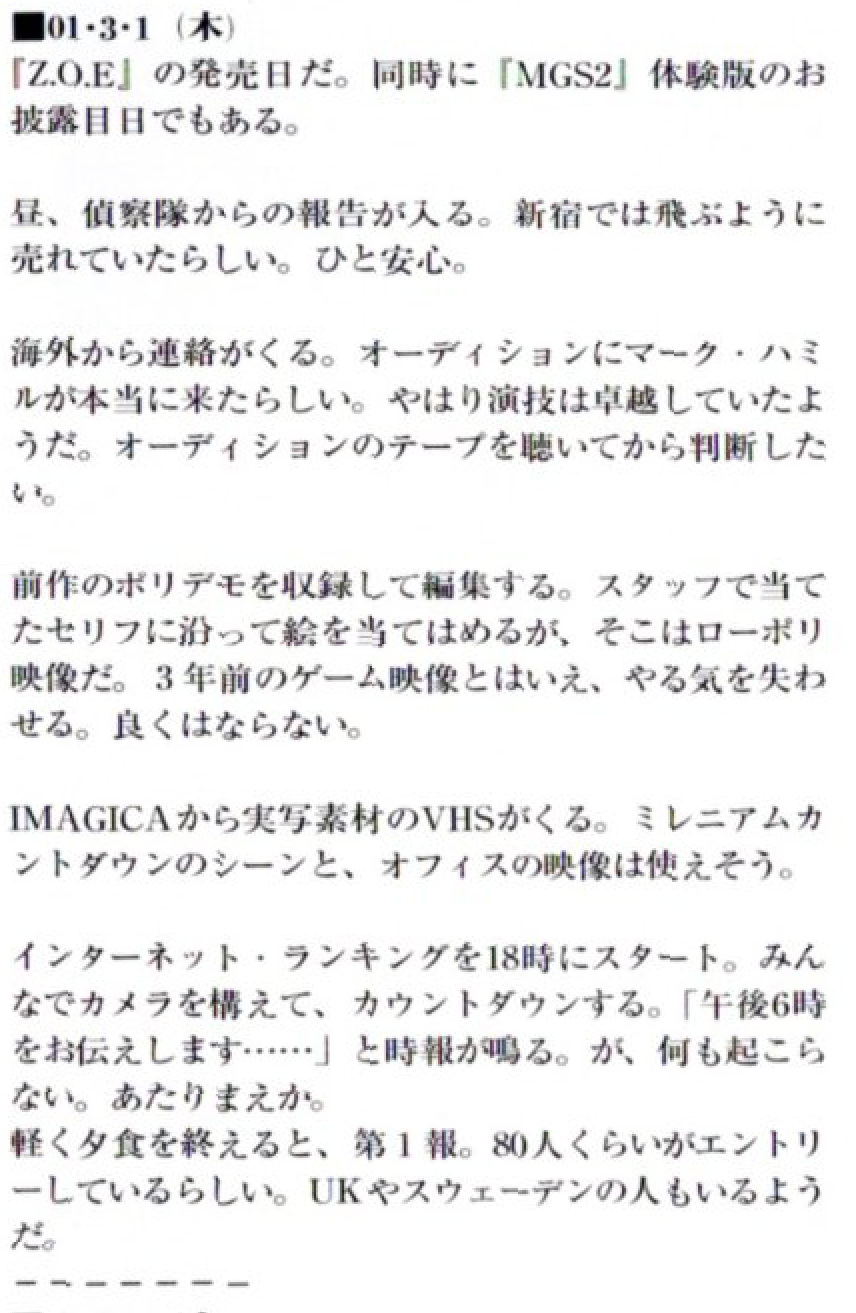 ■01・3・1（木）
『Z.O.E』の発売日だ。同時に『MGS2』体験版のお
披露目日でもある。
昼、偵察隊からの報告が入る。新宿では飛ぶように
売れていたらしい。ひと安心。
海外から連絡がくる。オーディションにマーク・ハミ
ルが本当に来たらしい。やはり演技は卓越していたよ
うだ。オーディションのテープを聴いてから判断した
い。
前作のポリデモを収録して編集する。スタッフで当て
たセリフに沿って絵を当てはめるが、そこはローポリ
映像だ。3年前のゲーム映像とはいえ、やる気を失わ
せる。良くはならない。
IMAGICAから実写素材のVHSがくる。ミレニアムカ
ントダウンのシーンと、オフィスの映像は使えそう。
インターネット・ランキングを18時にスタート。みん
なでカメラを構えて、カウントダウンする。「午後6時
をお伝えします……」と時報が鳴る。が、何も起こら
ない。あたりまえか。
軽く夕食を終えると、第1報。80人くらいがエントリ
ーしているらしい。UKやスウェーデンの人もいるよう
だ。
－－－－－－－